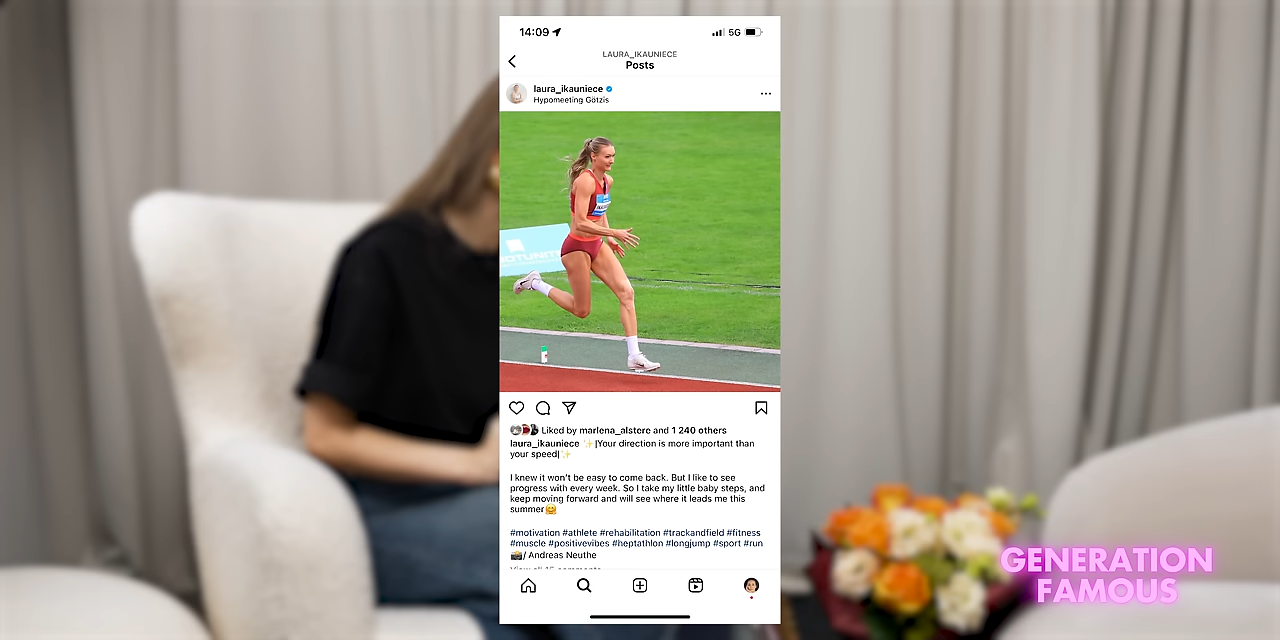 14:09
5G
LAURA_IKAUNIECE
Posts
laura_ikauniece
Hypomeeting Götzis
Liked by marlena_alstere and 1 240 others
laura_ikauniece ✨|Your direction is more important than
your speed|✨
I knew it won't be easy to come back. But I like to see
progress with every week. So I take my little baby steps, and
keep moving forward and will see where it leads me this
summer🤗
#motivation #athlete #rehabilitation #trackandfield #fitness
#muscle #positivevibes #heptathlon #longjump #sport #run
📸/ Andreas Neuthe
GENERATION
FAMOUS